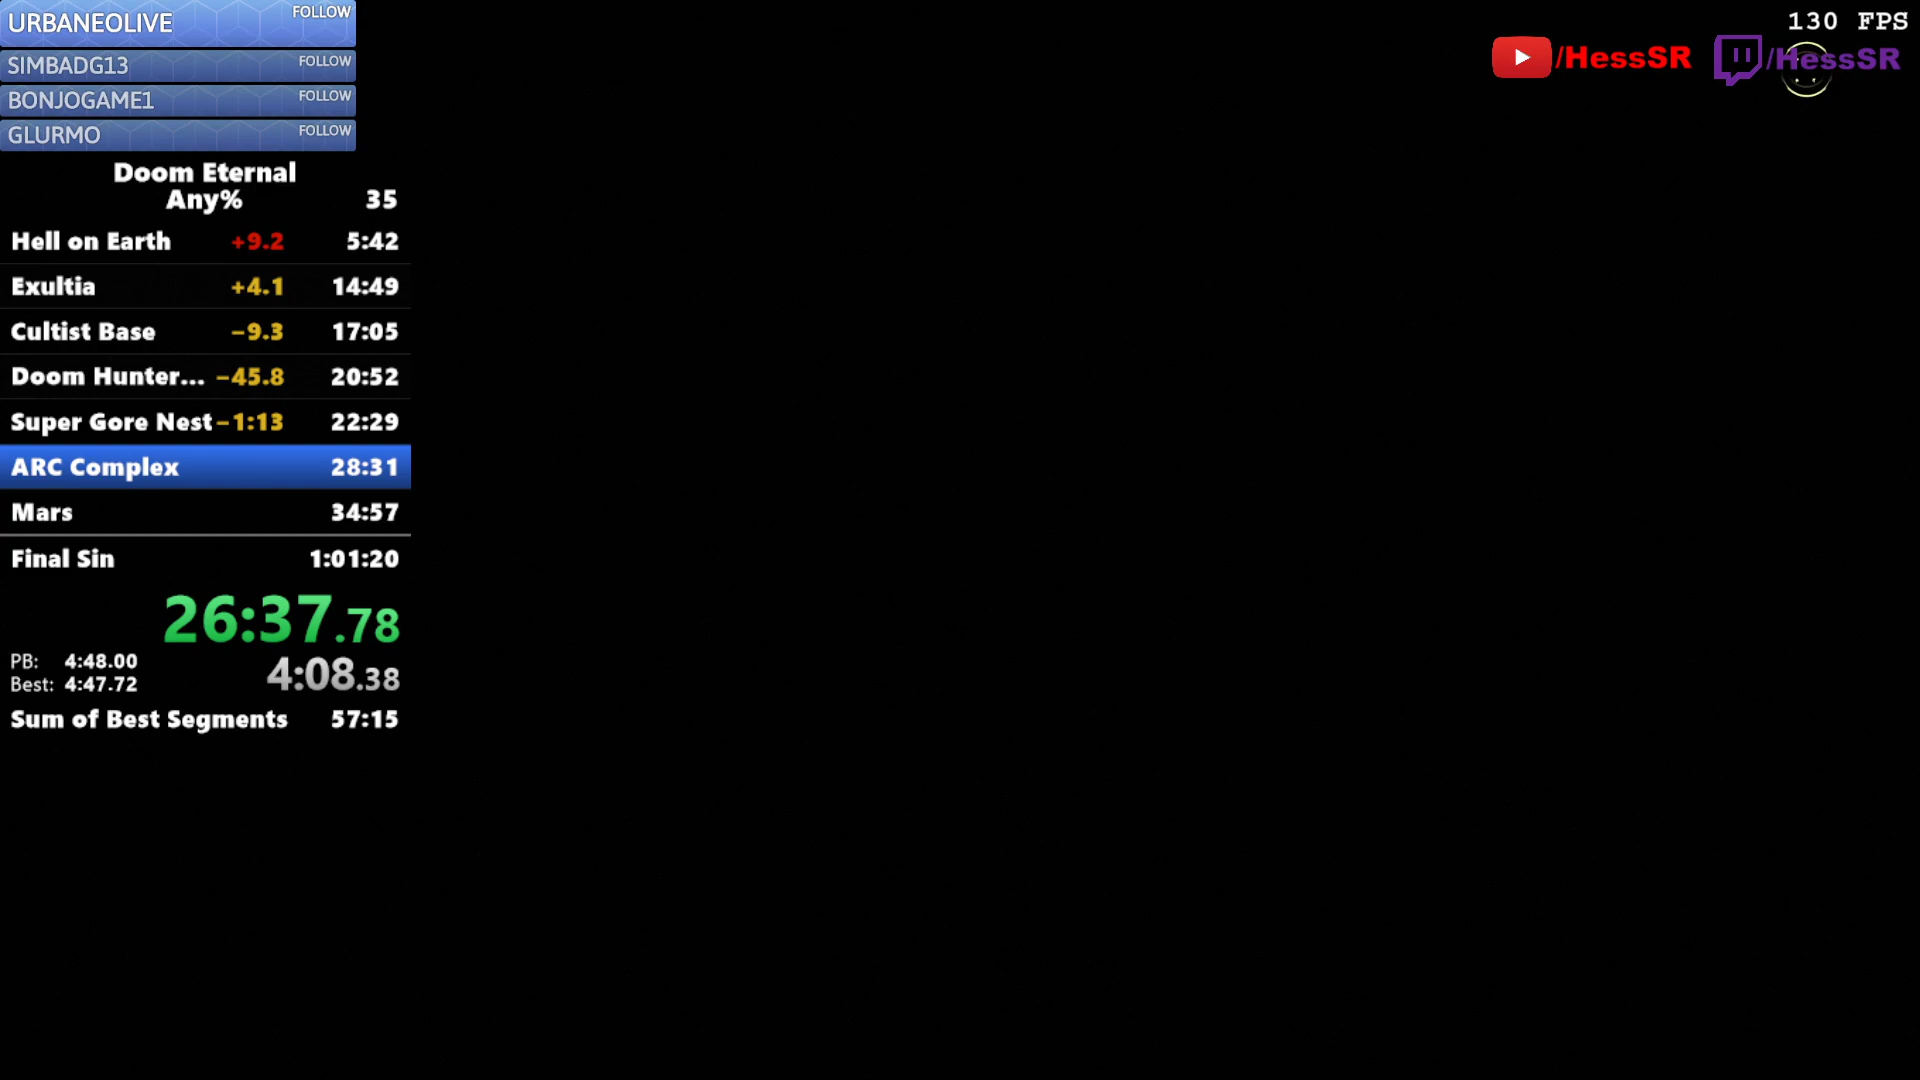 URBANEOLIVE FOLLOW
SIMBADG13 FOLLOW
BONJOGAME1 FOLLOW
GLURMO FOLLOW
130 FPS
/HessSR /HessSR
Doom Eternal
Any% 35
Hell on Earth +9.2 5:42
Exultia +4.1 14:49
Cultist Base −9.3 17:05
Doom Hunter... −45.8 20:52
Super Gore Nest −1:13 22:29
ARC Complex 28:31
Mars 34:57
Final Sin 1:01:20
26:37.78
PB: 4:48.00
Best: 4:47.72
4:08.38
Sum of Best Segments 57:15